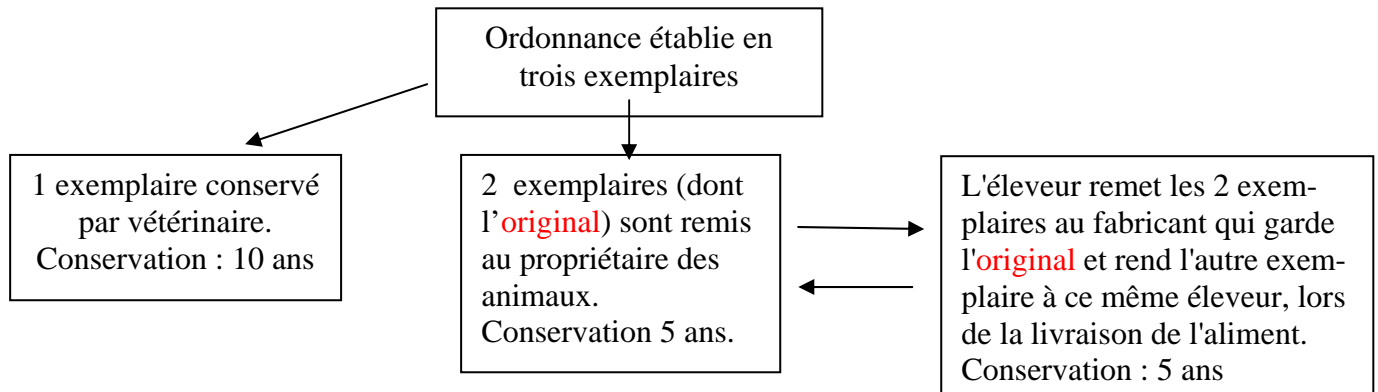 Ordonnance établie en
trois exemplaires
1 exemplaire conservé
par vétérinaire.
Conservation : 10 ans
2 exemplaires (dont
l’original) sont remis
au propriétaire des
animaux.
Conservation 5 ans.
L'éleveur remet les 2 exem-
plaires au fabricant qui garde
l'original et rend l'autre exem-
plaire à ce même éleveur, lors
de la livraison de l'aliment.
Conservation : 5 ans